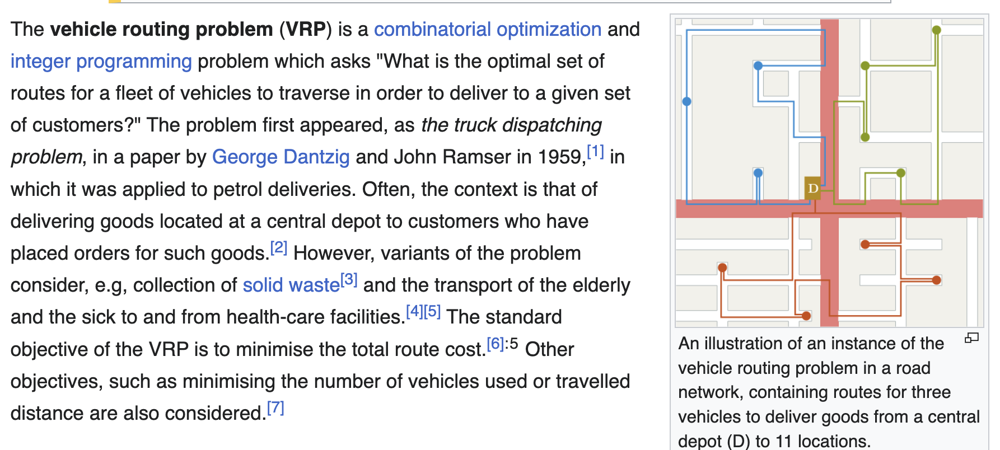 The vehicle routing problem (VRP) is a combinatorial optimization and
integer programming problem which asks "What is the optimal set of
routes for a fleet of vehicles to traverse in order to deliver to a given set
of customers?" The problem first appeared, as the truck dispatching
problem, in a paper by George Dantzig and John Ramser in 1959,[1] in
which it was applied to petrol deliveries. Often, the context is that of
delivering goods located at a central depot to customers who have
placed orders for such goods.[2] However, variants of the problem
consider, e.g, collection of solid waste[3] and the transport of the elderly
and the sick to and from health-care facilities.[4][5] The standard
objective of the VRP is to minimise the total route cost.[6]:5 Other
objectives, such as minimising the number of vehicles used or travelled
distance are also considered.[7]
D
An illustration of an instance of the
vehicle routing problem in a road
network, containing routes for three
vehicles to deliver goods from a central
depot (D) to 11 locations.